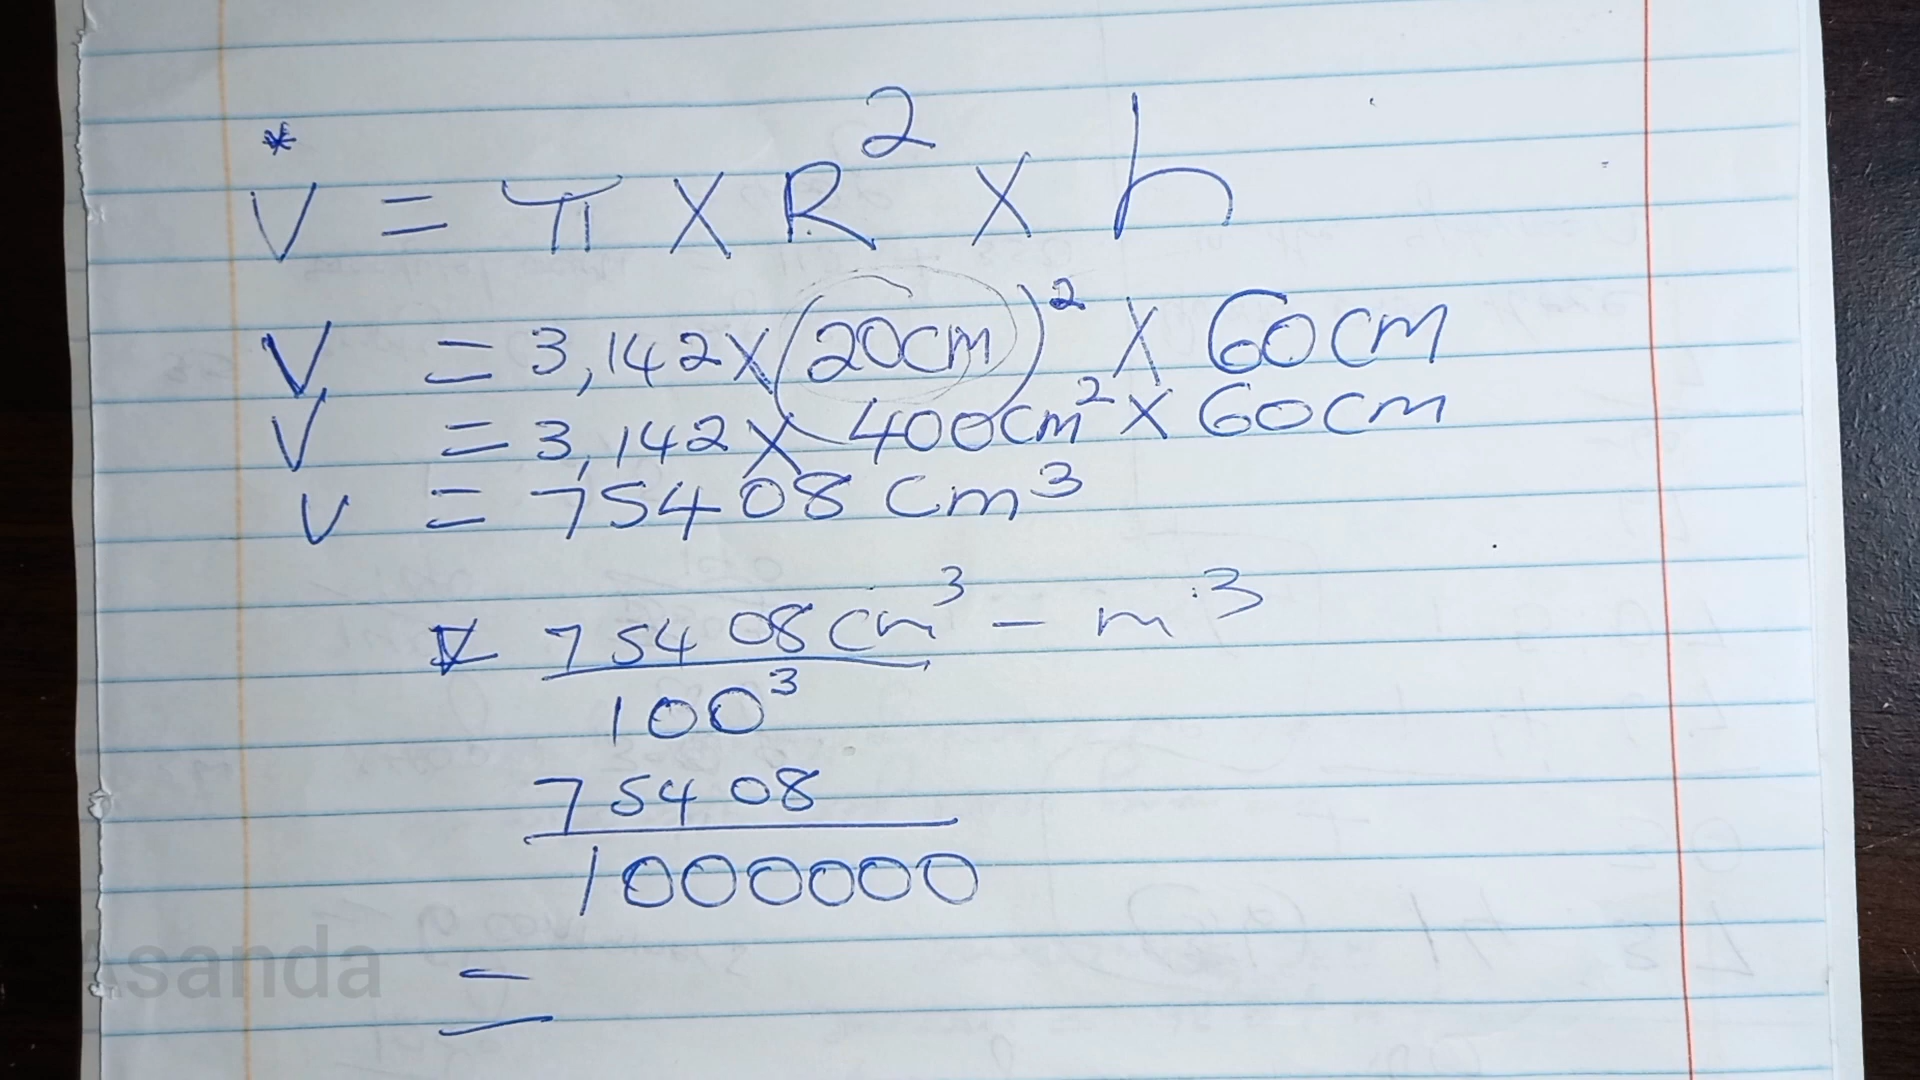 *
V = π X R² X h
V = 3,142 X (20cm)² X 60cm
V = 3,142 X 400cm² X 60cm
V = 75408 cm³
V 75408cm³ - m³
100³
75408
1000000
=
Asanda